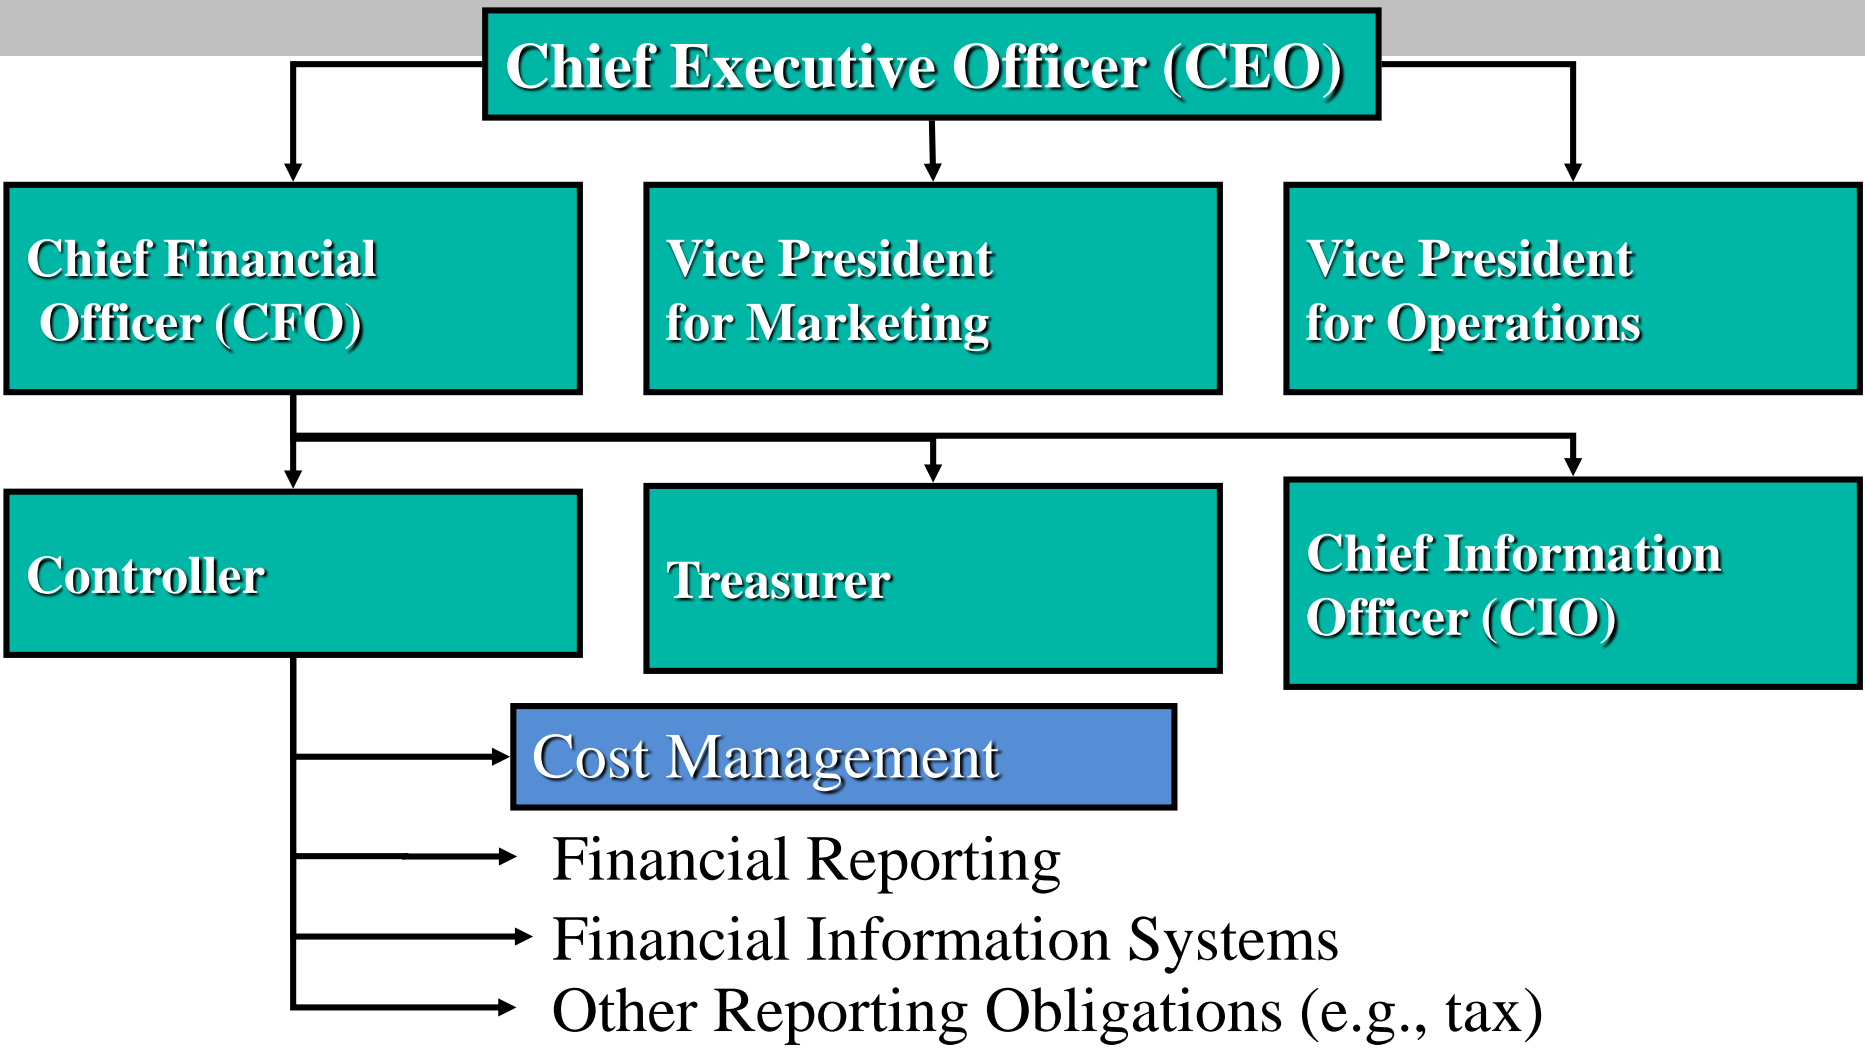 Chief Executive Officer (CEO)
Chief Financial
Officer (CFO)
Vice President
for Marketing
Vice President
for Operations
Controller
Treasurer
Chief Information
Officer (CIO)
Cost Management
Financial Reporting
Financial Information Systems
Other Reporting Obligations (e.g., tax)